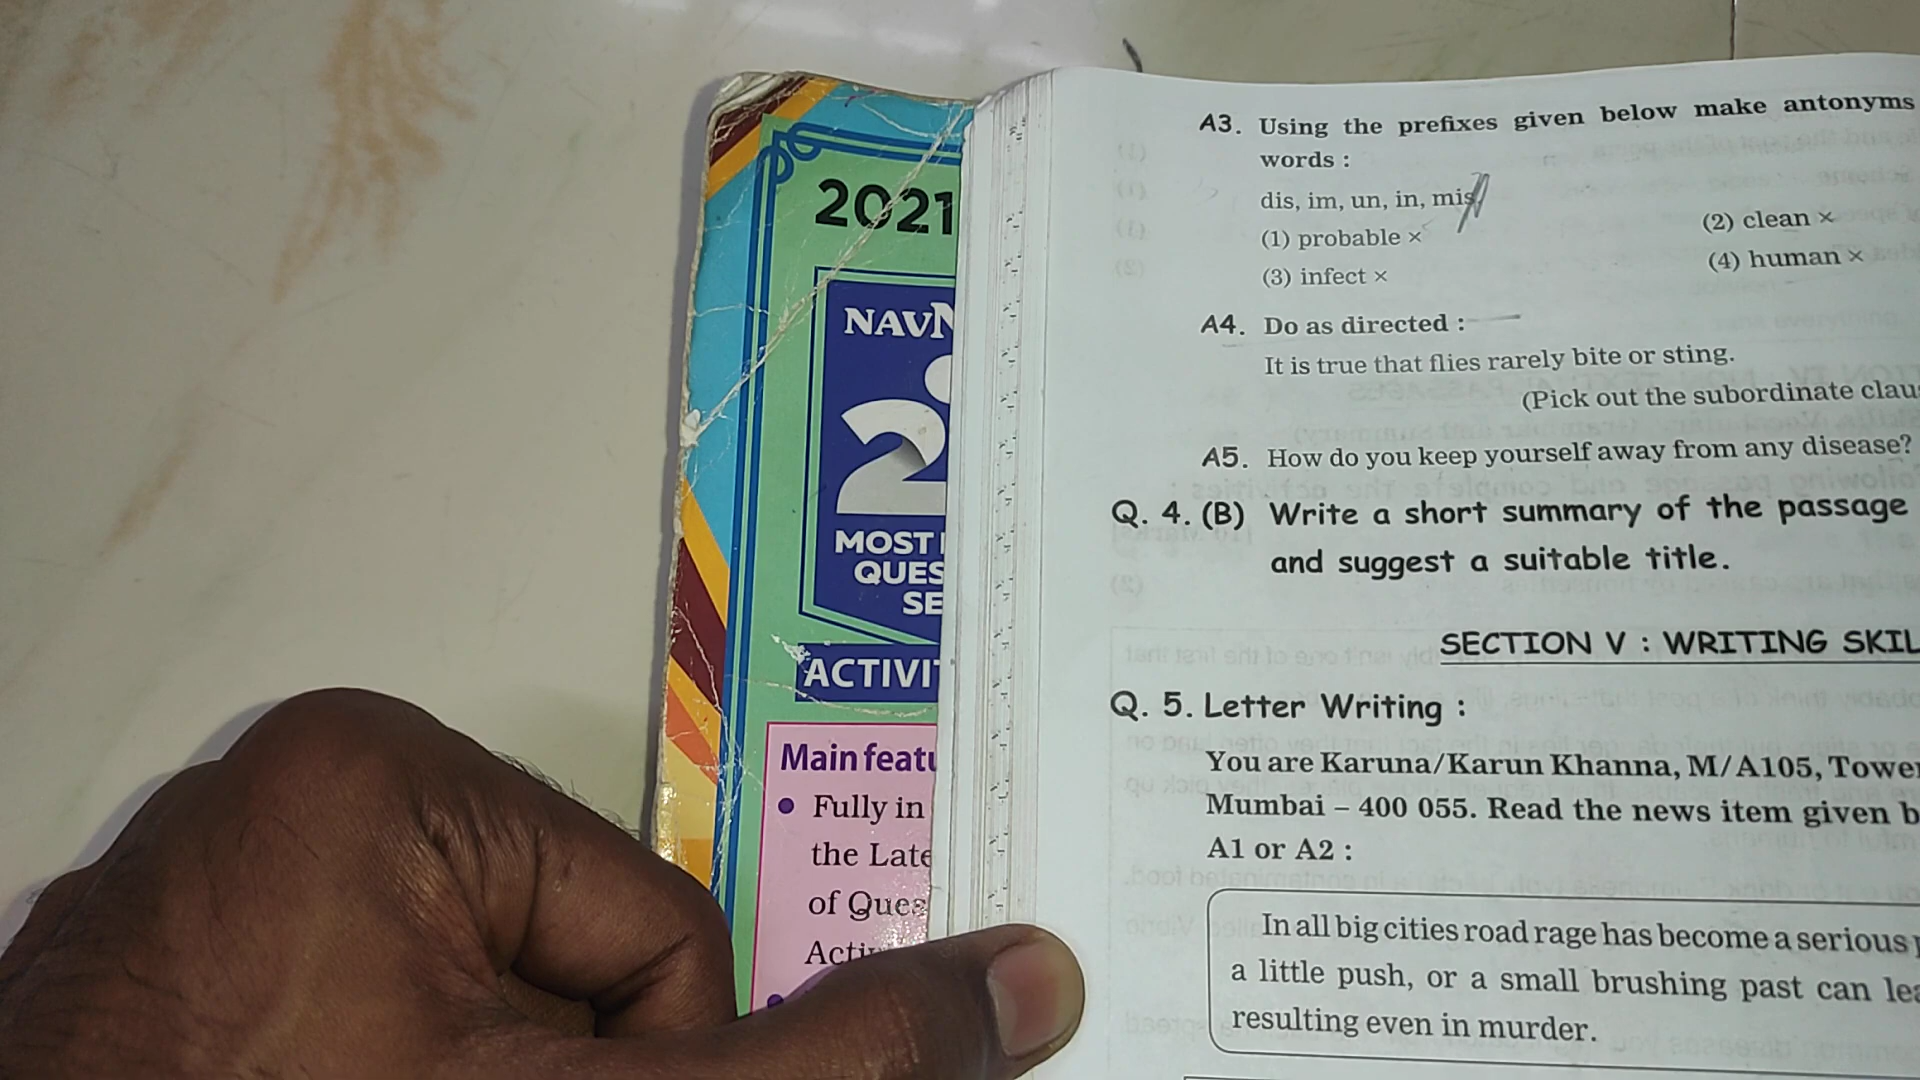 2021
NAVN
2
MOST
QUES
SE
ACTIVIT
Main featu
• Fully in
the Late
of Ques
Activ
A3. Using the prefixes given below make antonyms
words :
dis, im, un, in, mis
(1) probable × (2) clean ×
(3) infect × (4) human ×
A4. Do as directed :
It is true that flies rarely bite or sting.
(Pick out the subordinate claus
A5. How do you keep yourself away from any disease?
Q. 4. (B) Write a short summary of the passage
and suggest a suitable title.
SECTION V : WRITING SKIL
Q. 5. Letter Writing :
You are Karuna/Karun Khanna, M/A105, Tower
Mumbai – 400 055. Read the news item given b
A1 or A2 :
In all big cities road rage has become a serious p
a little push, or a small brushing past can lea
resulting even in murder.